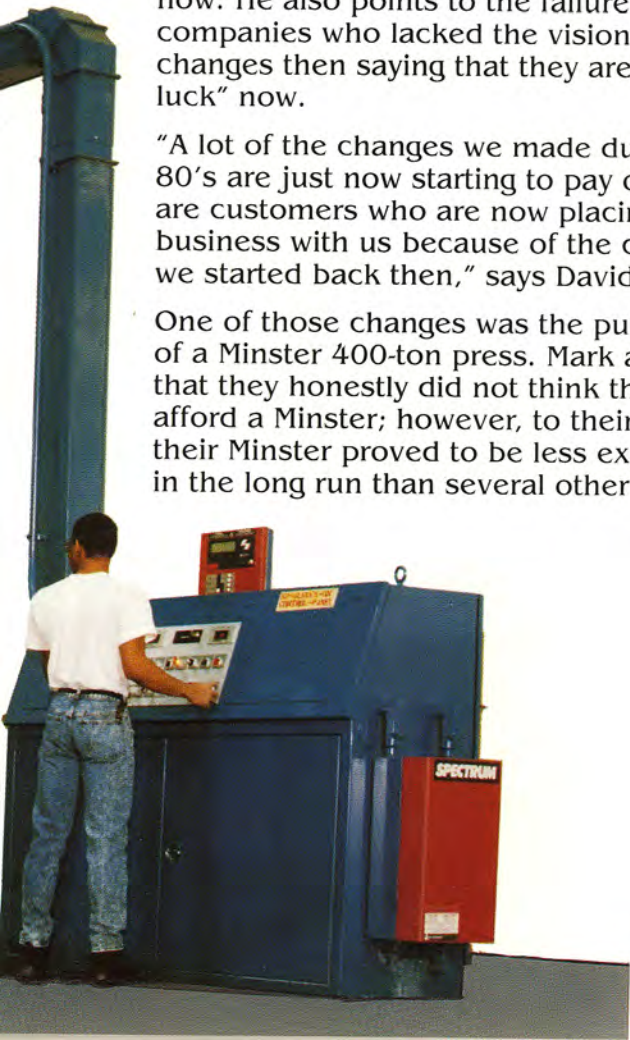 now. He also points to the failure
companies who lacked the vision
changes then saying that they are
luck" now.
"A lot of the changes we made du
80's are just now starting to pay o
are customers who are now placin
business with us because of the c
we started back then," says David
One of those changes was the pu
of a Minster 400-ton press. Mark a
that they honestly did not think th
afford a Minster; however, to their
their Minster proved to be less ex
in the long run than several other
SPECTRUM